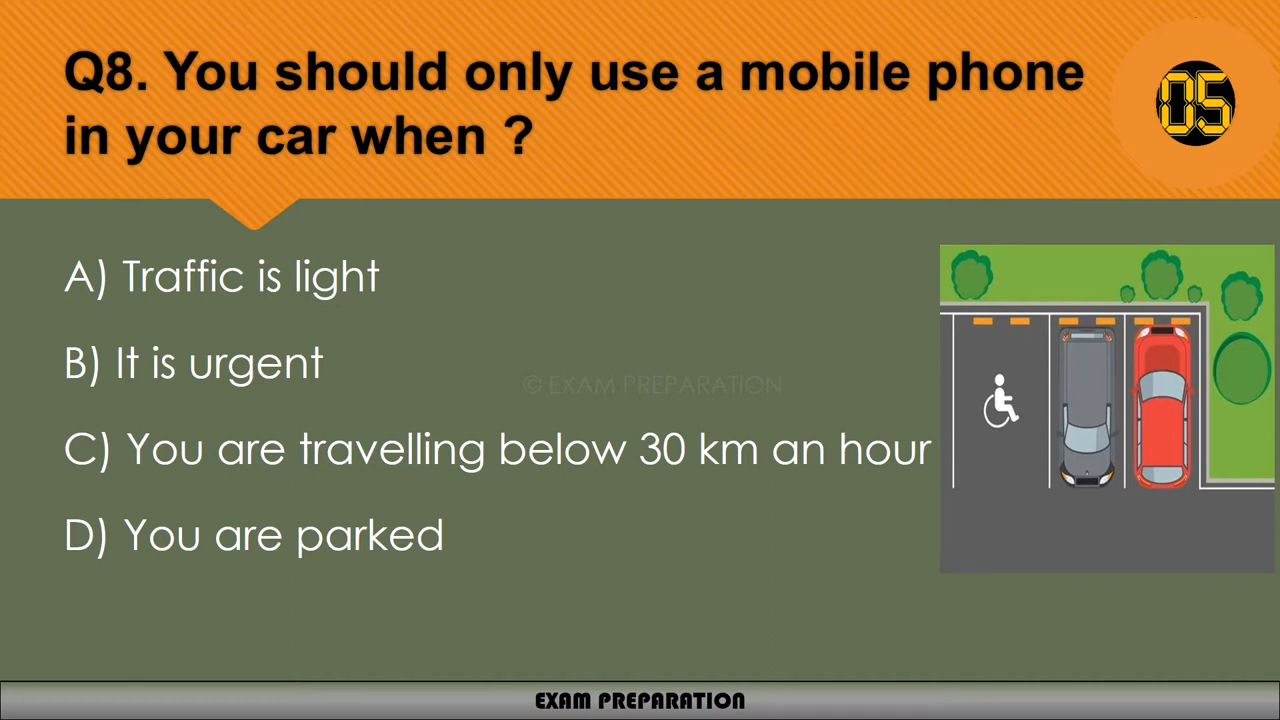 Q8. You should only use a mobile phone
in your car when ?
05
A) Traffic is light
B) It is urgent
© EXAM PREPARATION
C) You are travelling below 30 km an hour
D) You are parked
EXAM PREPARATION